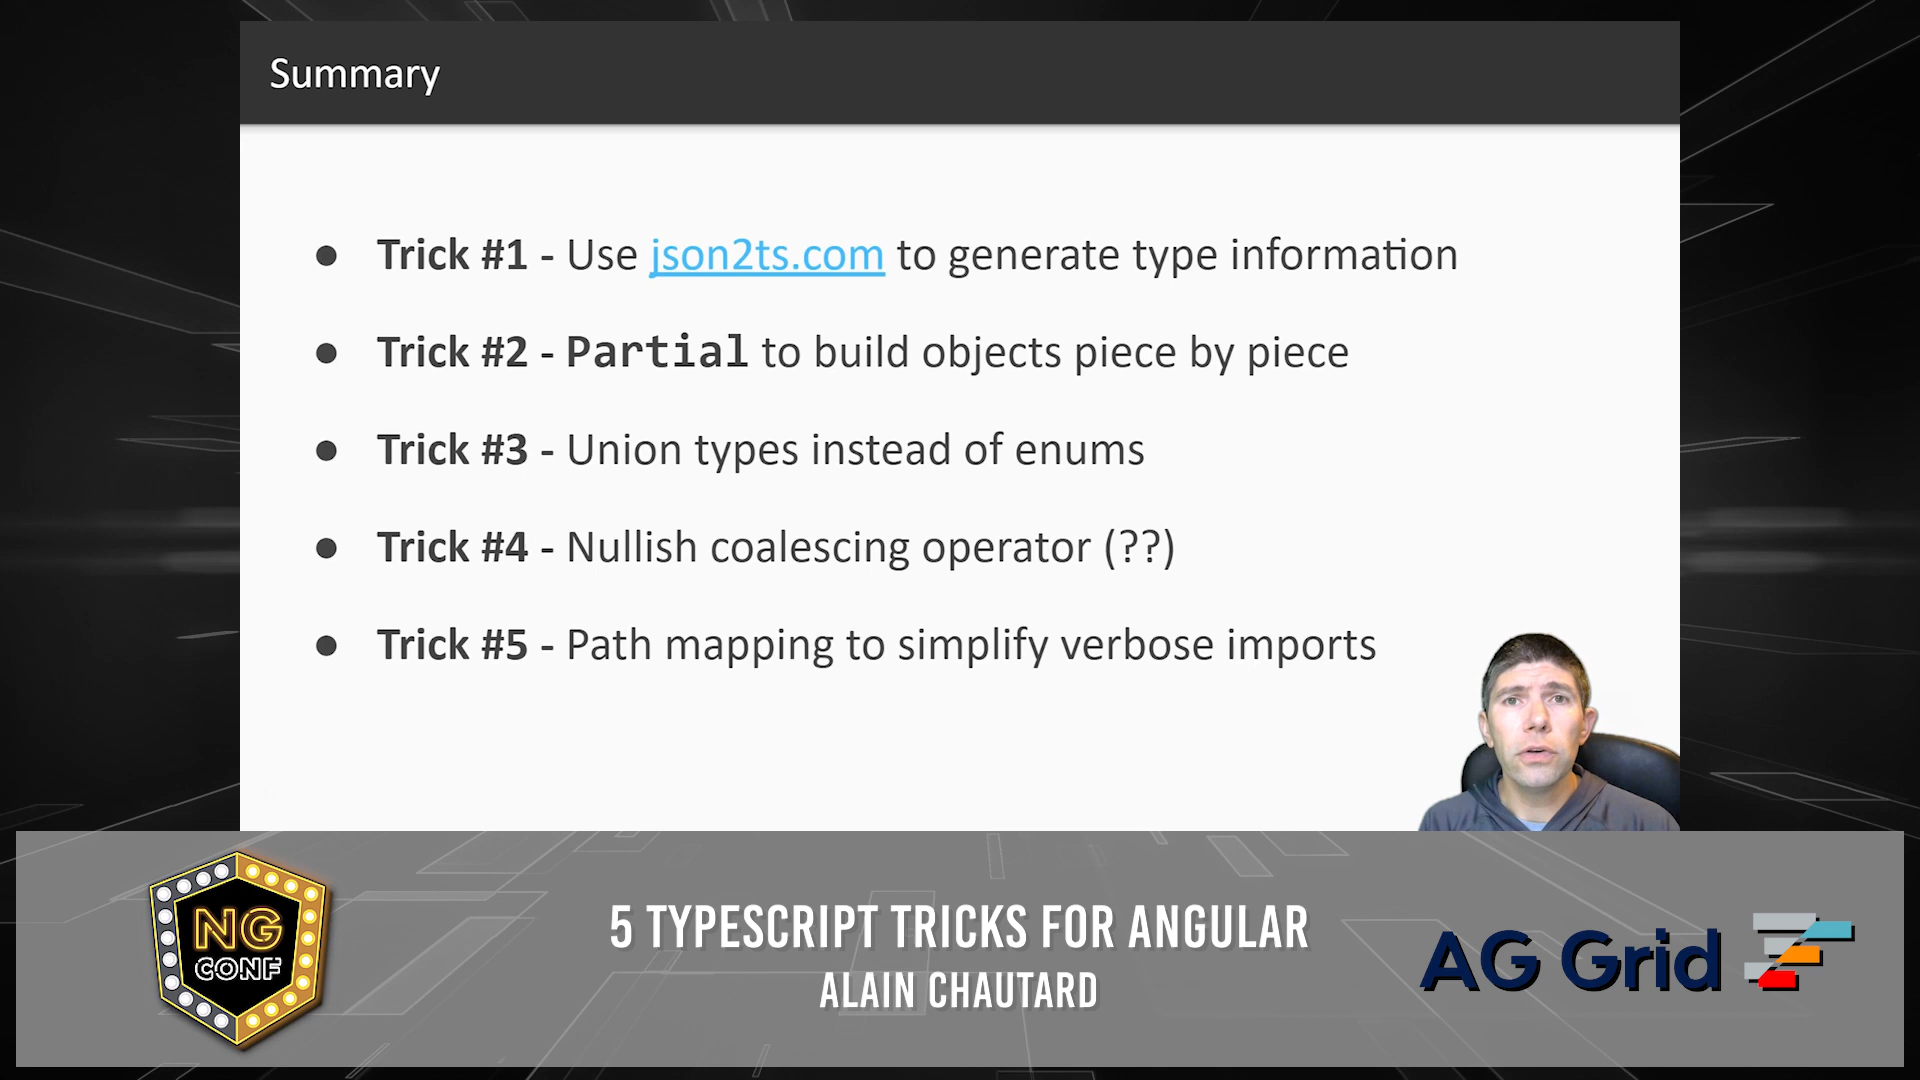 Summary
● Trick #1 - Use json2ts.com to generate type information
● Trick #2 - Partial to build objects piece by piece
● Trick #3 - Union types instead of enums
● Trick #4 - Nullish coalescing operator (??)
● Trick #5 - Path mapping to simplify verbose imports
NG
CONF
5 TYPESCRIPT TRICKS FOR ANGULAR
ALAIN CHAUTARD
AG Grid